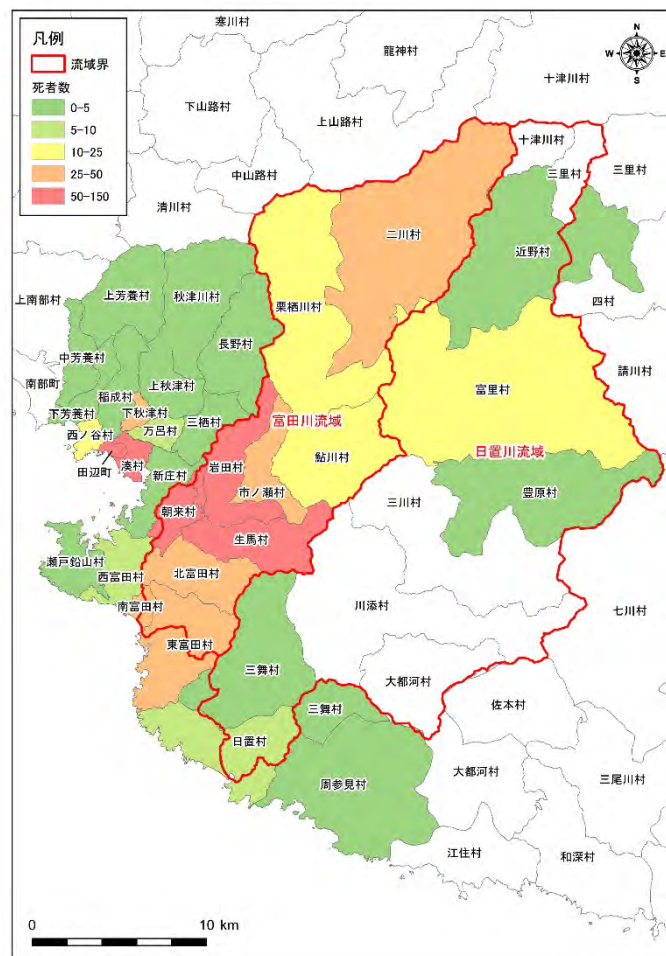 凡例
流域界
死者数
0-5
5-10
10-25
25-50
50-150
N
W
E
S
寒川村
龍神村
十津川村
下山路村
上山路村
十津川村
中山路村
三里村
三里村
清川村
二川村
近野村
上芳養村
秋津川村
上南部村
栗栖川村
四村
長野村
中芳養村
請川村
南部町
稲成村
上秋津村
富里村
下芳養村
下秋津村
三栖村
西ノ谷村
万呂村
富田川流域
田辺町
湊村
岩田村
鮎川村
日置川流域
新庄村
市ノ瀬村
豊原村
朝来村
三川村
生馬村
瀬戸鉛山村
西富田村
北富田村
南富田村
川添村
七川村
東富田村
三舞村
大都河村
佐本村
三舞村
日置村
大都河村
三尾川村
周参見村
江住村
和深村
0
10 km